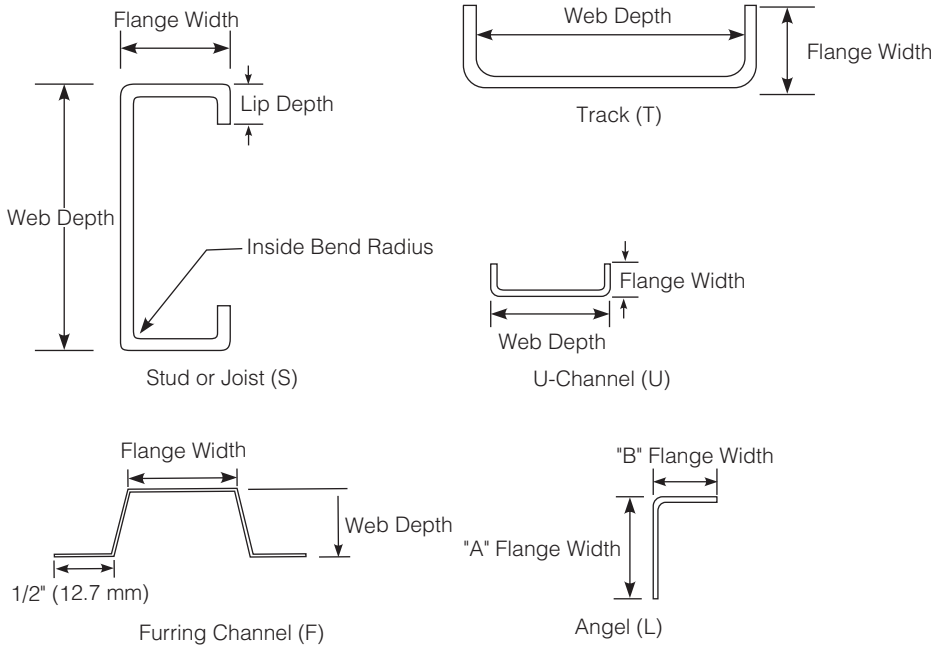 Flange Width
Lip Depth
Web Depth
Inside Bend Radius
Stud or Joist (S)
Web Depth
Flange Width
Track (T)
Flange Width
Web Depth
U-Channel (U)
Flange Width
Web Depth
1/2" (12.7 mm)
Furring Channel (F)
"B" Flange Width
"A" Flange Width
Angel (L)